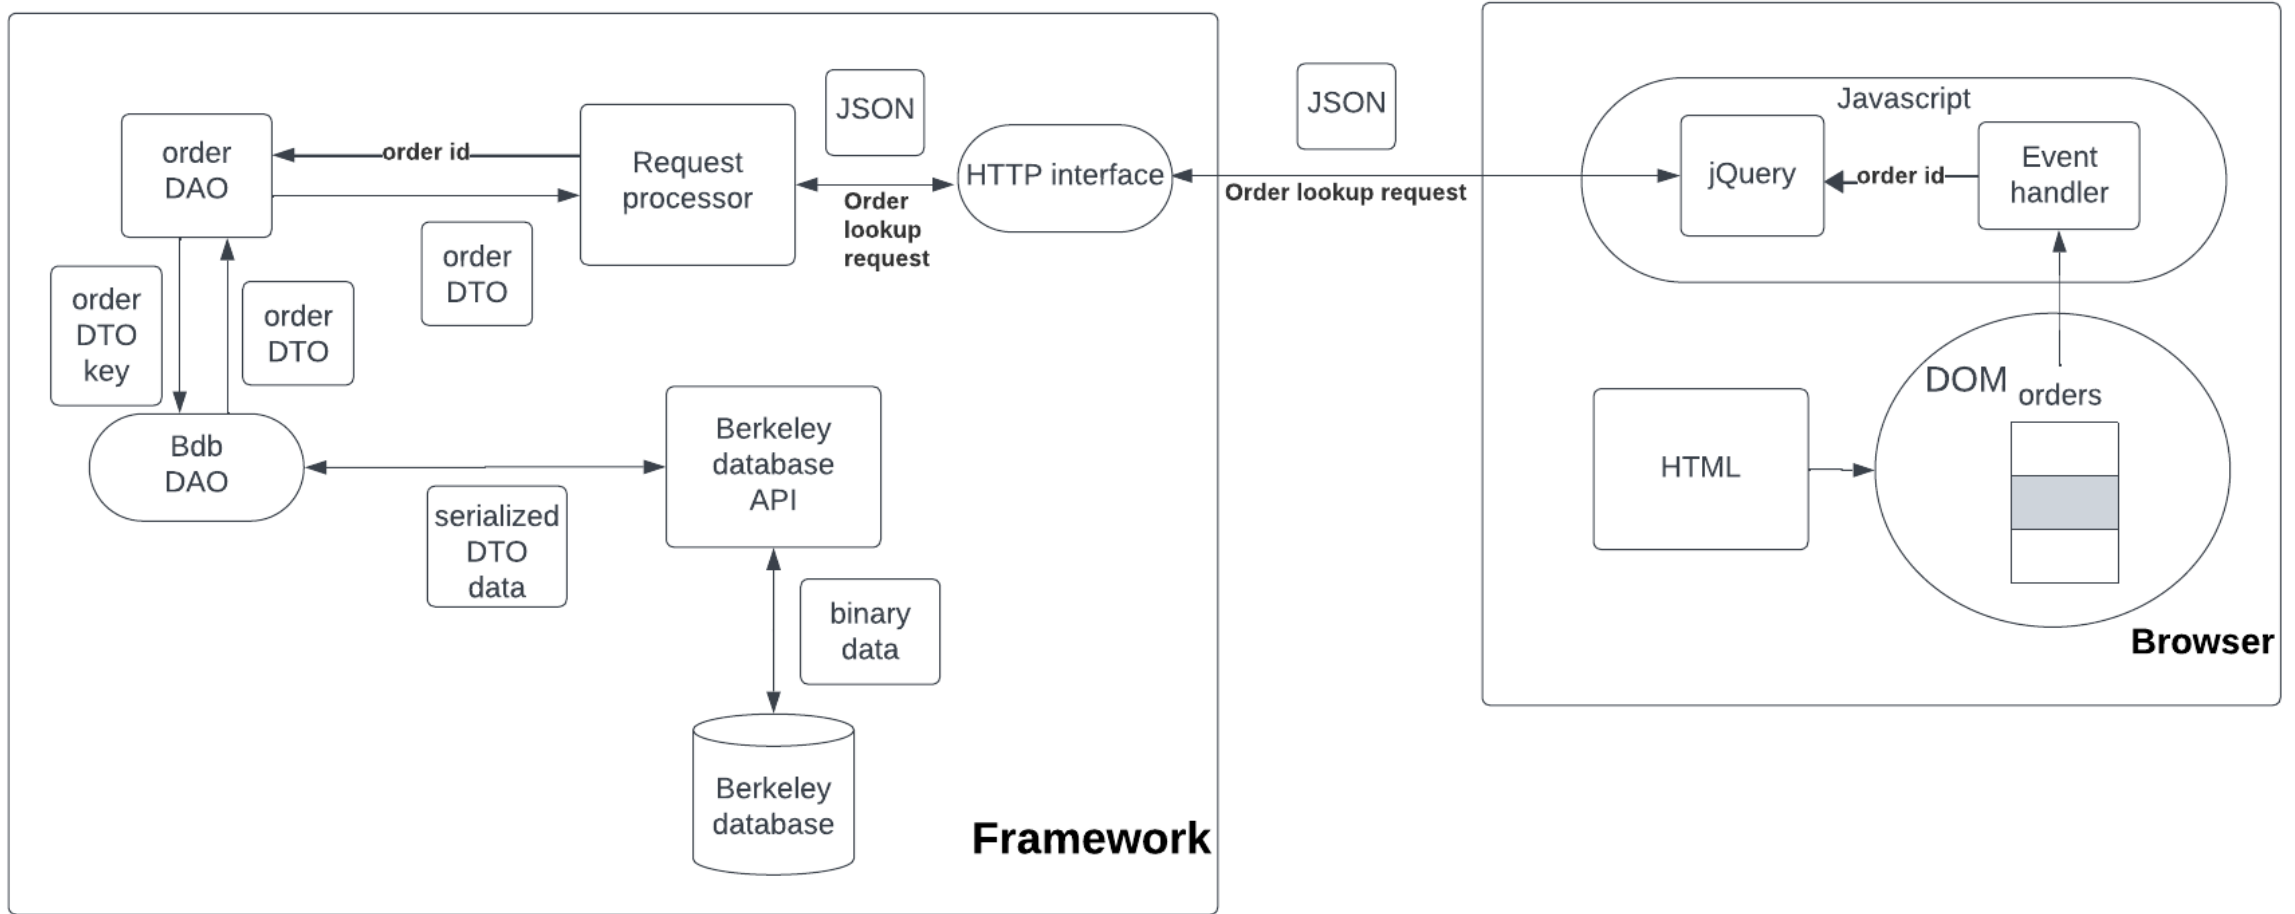 JSON
order
DAO
order id
Request
processor
Order
lookup
request
HTTP interface
order
DTO
order
DTO
key
order
DTO
Bdb
DAO
serialized
DTO
data
Berkeley
database
API
binary
data
Berkeley
database
Framework
JSON
Order lookup request
Javascript
jQuery
order id
Event
handler
HTML
DOM
orders
Browser